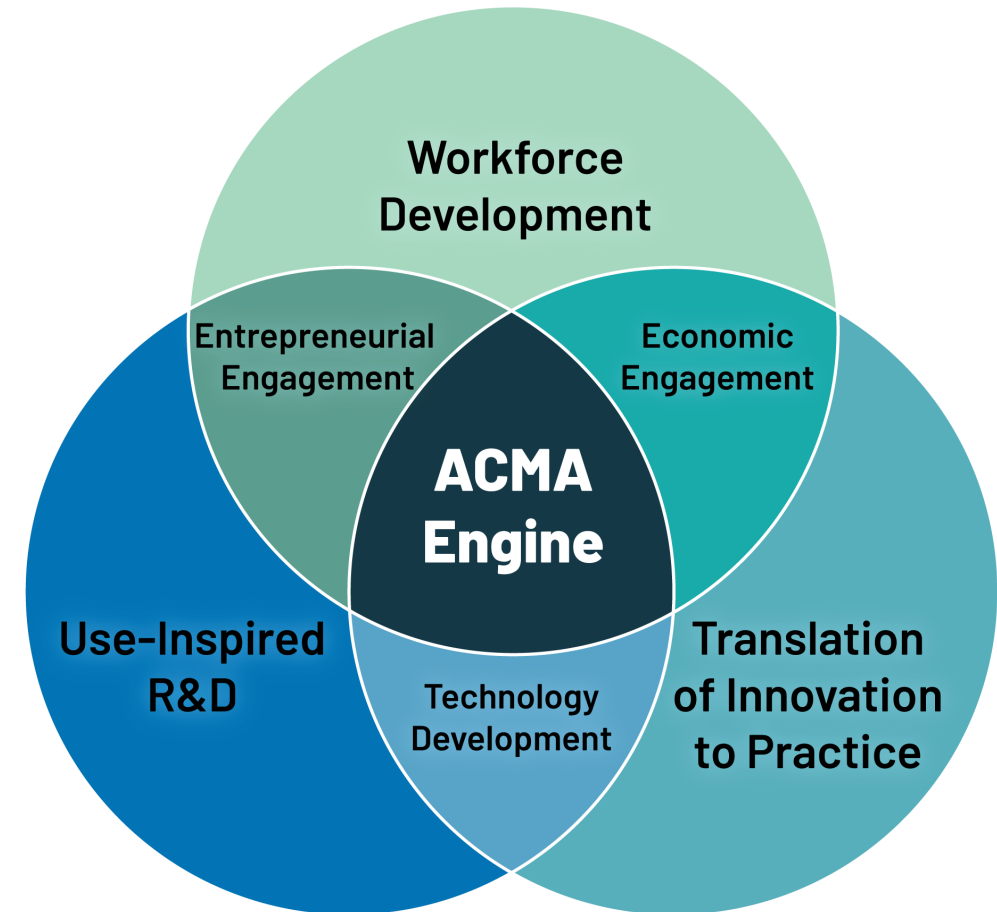 Workforce
Development
Entrepreneurial
Engagement
Economic
Engagement
ACMA
Engine
Use-Inspired
R&D
Technology
Development
Translation
of Innovation
to Practice